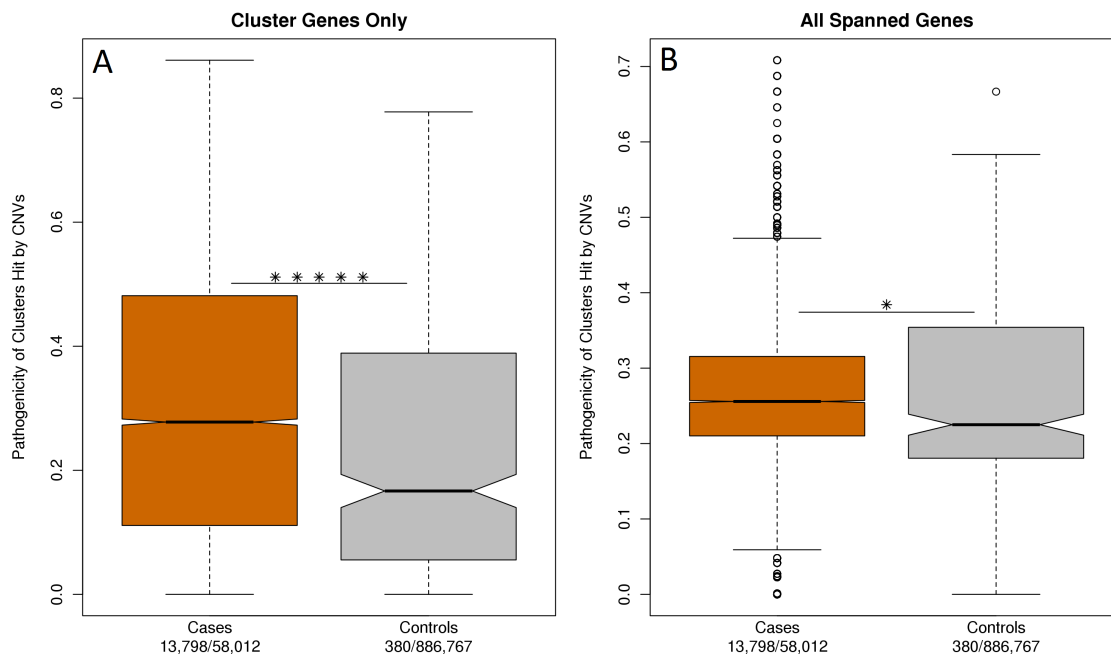 Cluster Genes Only
A
Pathogenicity of Clusters Hit by CNVs
0.8
0.6
0.4
0.2
0.0
* * * * *
Cases
13,798/58,012
Controls
380/886,767
All Spanned Genes
B
Pathogenicity of Clusters Hit by CNVs
0.7
0.6
0.5
0.4
0.3
0.2
0.1
0.0
*
Cases
13,798/58,012
Controls
380/886,767